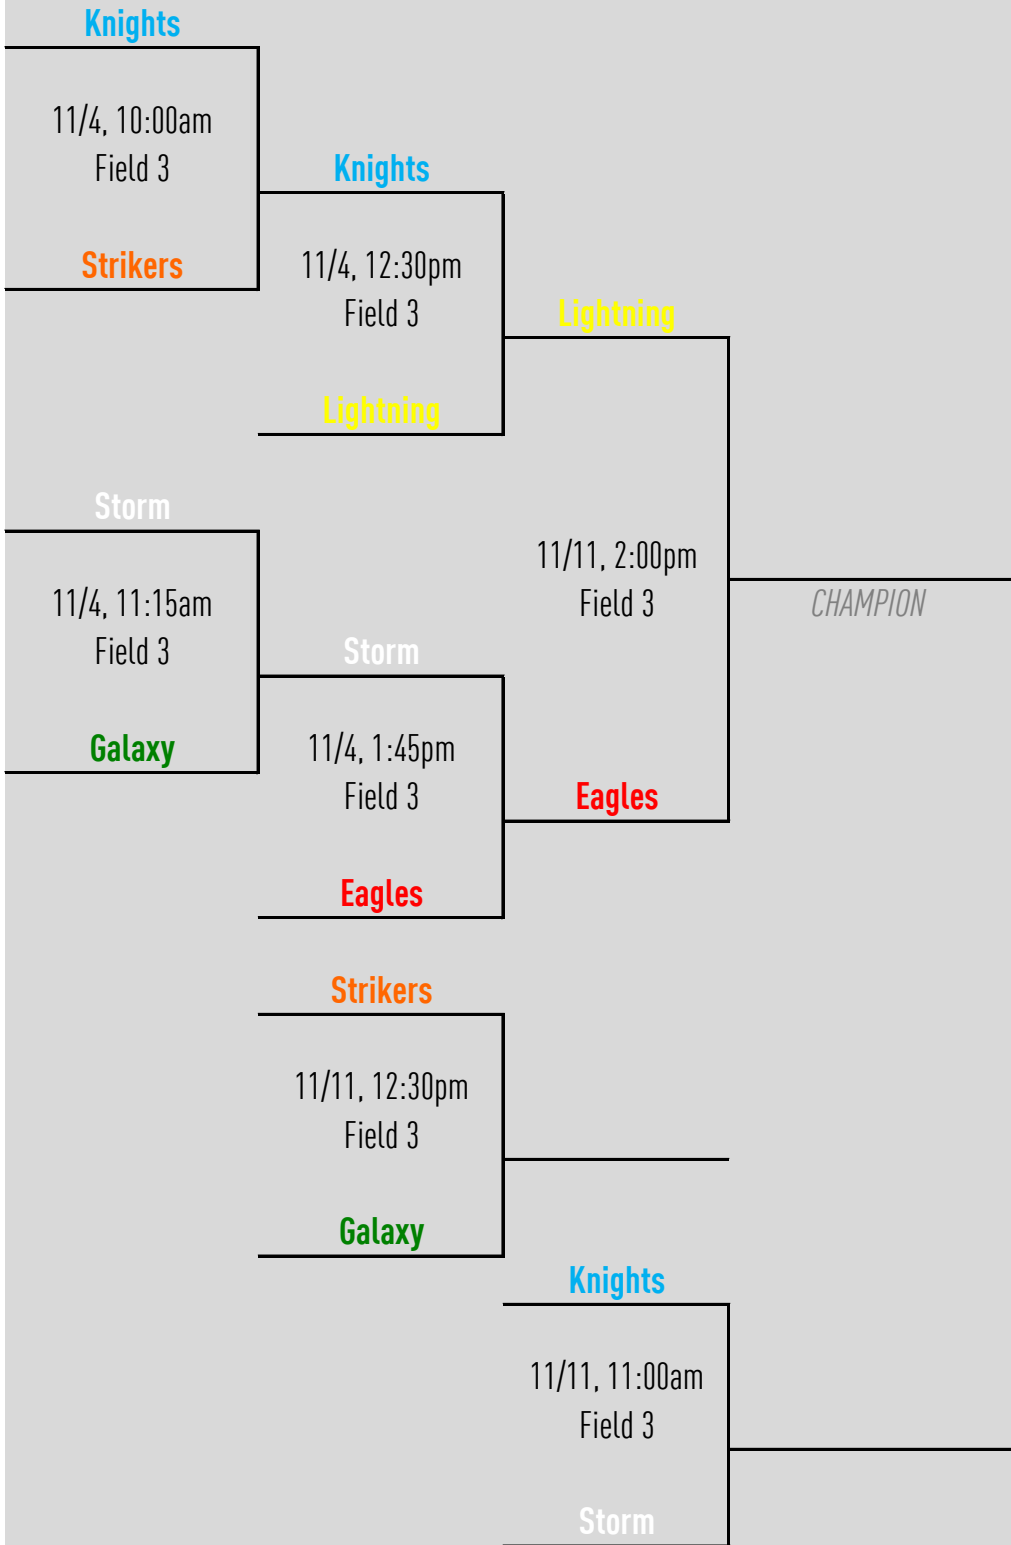 Knights
11/4, 10:00am
Field 3
Knights
Strikers
11/4, 12:30pm
Field 3
Lightning
Lightning
Storm
11/11, 2:00pm
Field 3
11/4, 11:15am
Field 3
CHAMPION
Storm
Galaxy
11/4, 1:45pm
Field 3
Eagles
Eagles
Strikers
11/11, 12:30pm
Field 3
Galaxy
Knights
11/11, 11:00am
Field 3
Storm